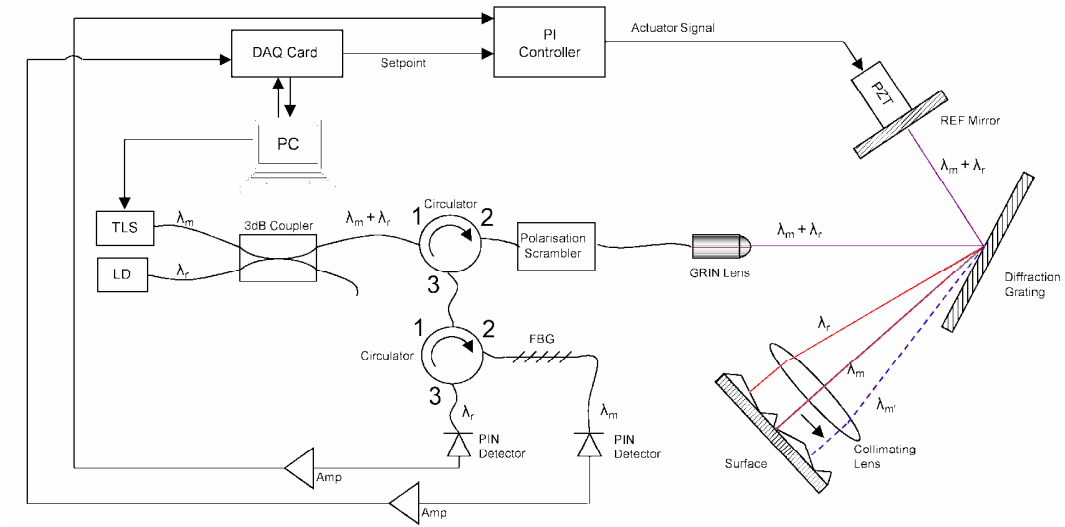 DAQ Card
Setpoint
PI
Controller
Actuator Signal
PZT
REF Mirror
PC
λm + λr
TLS
λm
3dB Coupler
λm + λr
Circulator
1
2
3
Polarisation
Scrambler
λm + λr
GRIN Lens
LD
λr
Diffraction
Grating
1
2
3
Circulator
FBG
λr
λm
λm'
λr
PIN
Detector
λm
PIN
Detector
Surface
Collimating
Lens
Amp
Amp